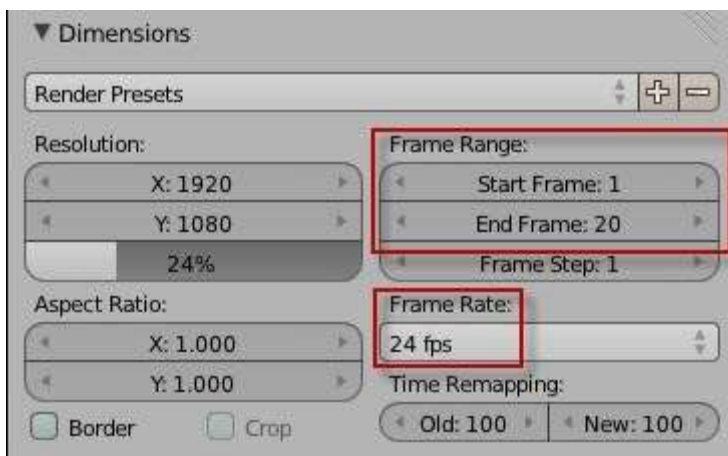 Dimensions
Render Presets
Resolution:
X: 1920
Y: 1080
24%
Frame Range:
Start Frame: 1
End Frame: 20
Frame Step: 1
Aspect Ratio:
X: 1.000
Y: 1.000
Border
Crop
Frame Rate:
24 fps
Time Remapping:
Old: 100
New: 100